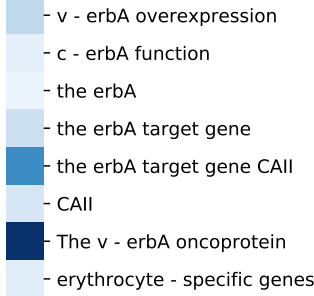 v - erbA overexpression
c - erbA function
the erbA
the erbA target gene
the erbA target gene CAII
CAII
The v - erbA oncoprotein
erythrocyte - specific genes